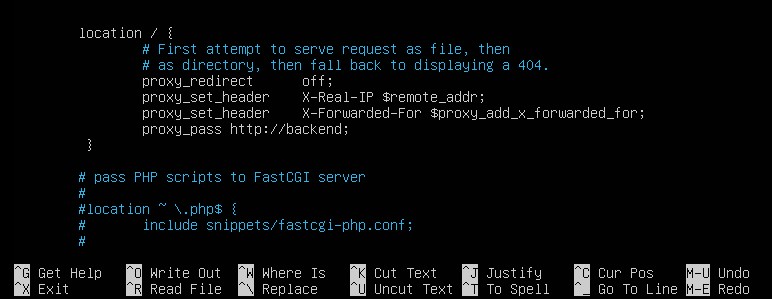 location / {
# First attempt to serve request as file, then
# as directory, then fall back to displaying a 404.
proxy_redirect off;
proxy_set_header X-Real-IP $remote_addr;
proxy_set_header X-Forwarded-For $proxy_add_x_forwarded_for;
proxy_pass http://backend;
}
# pass PHP scripts to FastCGI server
#
#location ~ \.php$ {
# include snippets/fastcgi-php.conf;
#
^G Get Help ^O Write Out ^W Where Is ^K Cut Text ^J Justify ^C Cur Pos M-U Undo
^X Exit ^R Read File ^\ Replace ^U Uncut Text ^T To Spell ^_ Go To Line M-E Redo